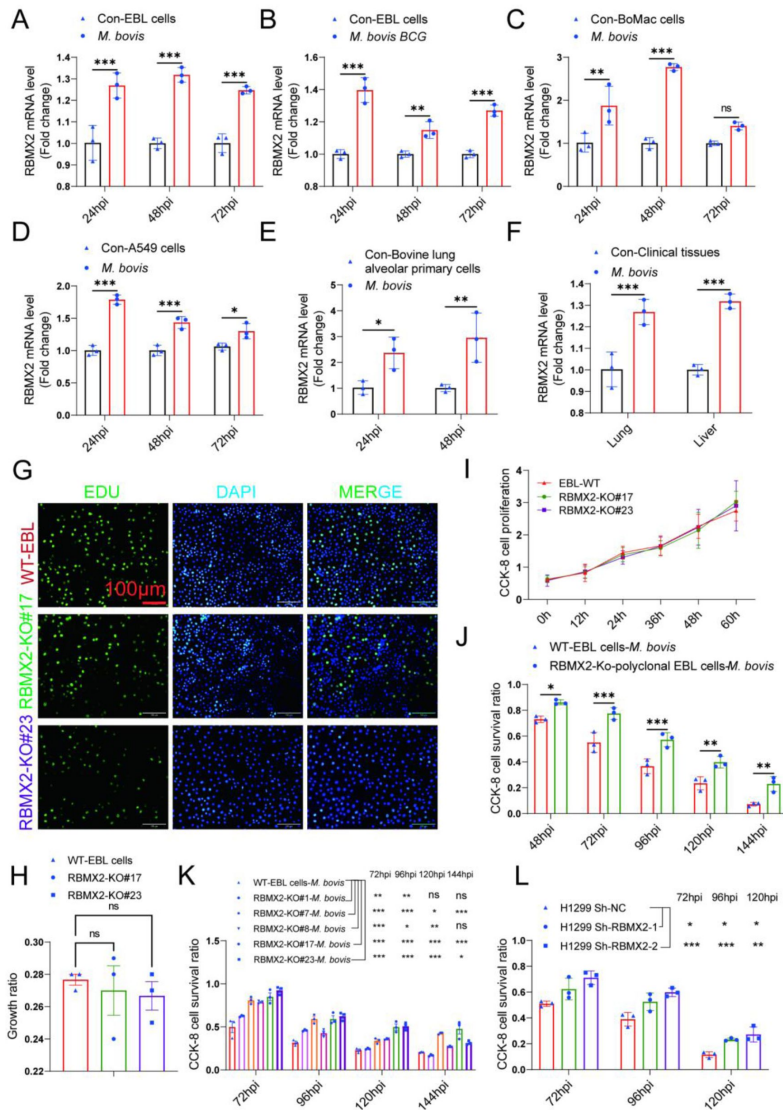 A
Con-EBL cells
M. bovis
RBMX2 mRNA level
(Fold change)
1.4
1.3
1.2
1.1
1.0
0.9
0.8
***
***
***
24hpi
48hpi
72hpi
B
Con-EBL cells
M. bovis BCG
RBMX2 mRNA level
(Fold change)
1.6
1.4
1.2
1.0
0.8
***
**
***
24hpi
48hpi
72hpi
C
Con-BoMac cells
M. bovis
RBMX2 mRNA level
(Fold change)
3.0
2.5
2.0
1.5
1.0
0.5
0.0
**
***
ns
24hpi
48hpi
72hpi
D
Con-A549 cells
M. bovis
RBMX2 mRNA level
(Fold change)
2.0
1.5
1.0
0.5
0.0
***
***
*
24hpi
48hpi
72hpi
E
Con-Bovine lung
alveolar primary cells
M. bovis
RBMX2 mRNA level
(Fold change)
5
4
3
2
1
0
*
**
24hpi
48hpi
F
Con-Clinical tissues
M. bovis
RBMX2 mRNA level
(Fold change)
1.4
1.3
1.2
1.1
1.0
0.9
***
***
Lung
Liver
G
EDU
DAPI
MERGE
WT-EBL
RBMX2-KO#17
RBMX2-KO#23
100μm
H
WT-EBL cells
RBMX2-KO#17
RBMX2-KO#23
Growth ratio
0.30
0.28
0.26
0.24
0.22
ns
ns
I
EBL-WT
RBMX2-KO#17
RBMX2-KO#23
CCK-8 cell proliferation
4
3
2
1
0
0h
12h
24h
36h
48h
60h
J
WT-EBL cells-M. bovis
RBMX2-Ko-polyclonal EBL cells-M. bovis
CCK-8 cell survival ratio
1.0
0.8
0.6
0.4
0.2
0.0
*
***
***
**
**
48hpi
72hpi
96hpi
120hpi
144hpi
K
72hpi 96hpi 120hpi 144hpi
WT-EBL cells-M. bovis
RBMX2-KO#1-M. bovis ** ** ns ns
RBMX2-KO#7-M. bovis *** *** * ***
RBMX2-KO#8-M. bovis *** * ** ns
RBMX2-KO#17-M. bovis *** *** *** ***
RBMX2-KO#23-M. bovis *** *** *** *
CCK-8 cell survival ratio
1.0
0.5
0.0
72hpi
96hpi
120hpi
144hpi
L
72hpi 96hpi 120hpi
H1299 Sh-NC
H1299 Sh-RBMX2-1 * * *
H1299 Sh-RBMX2-2 *** *** **
CCK-8 cell survival ratio
1.0
0.8
0.6
0.4
0.2
0.0
72hpi
96hpi
120hpi